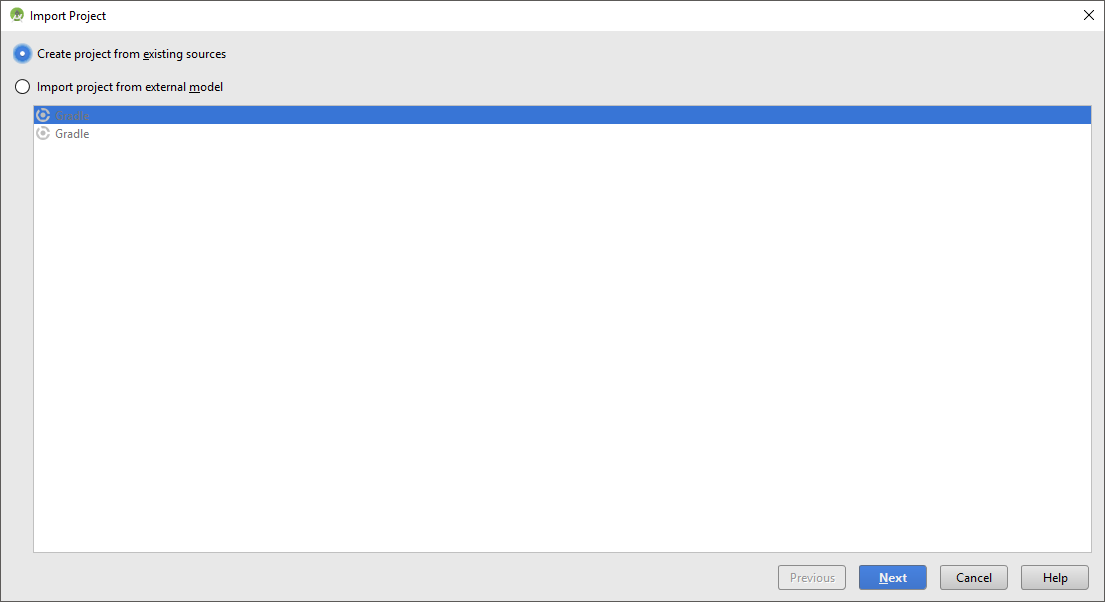 Import Project
Create project from existing sources
Import project from external model
Gradle
Gradle
Previous
Next
Cancel
Help